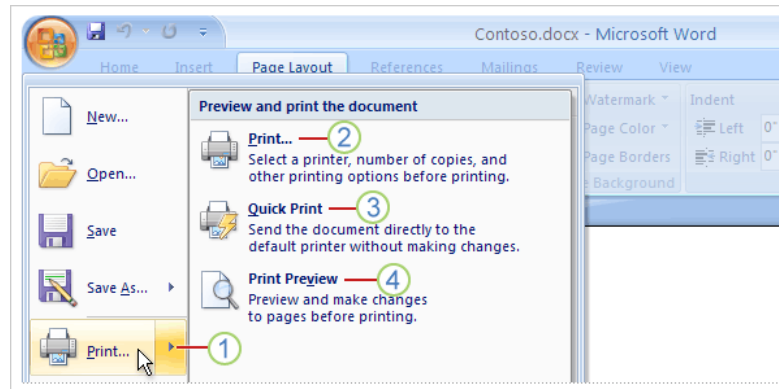 Contoso.docx - Microsoft Word
Home Insert Page Layout References Mailings Review View
Watermark Indent
Page Color Left 0"
Page Borders Right 0"
Background
New...
Open...
Save
Save As...
Print... 1
Preview and print the document
Print... 2
Select a printer, number of copies, and
other printing options before printing.
Quick Print 3
Send the document directly to the
default printer without making changes.
Print Preview 4
Preview and make changes
to pages before printing.